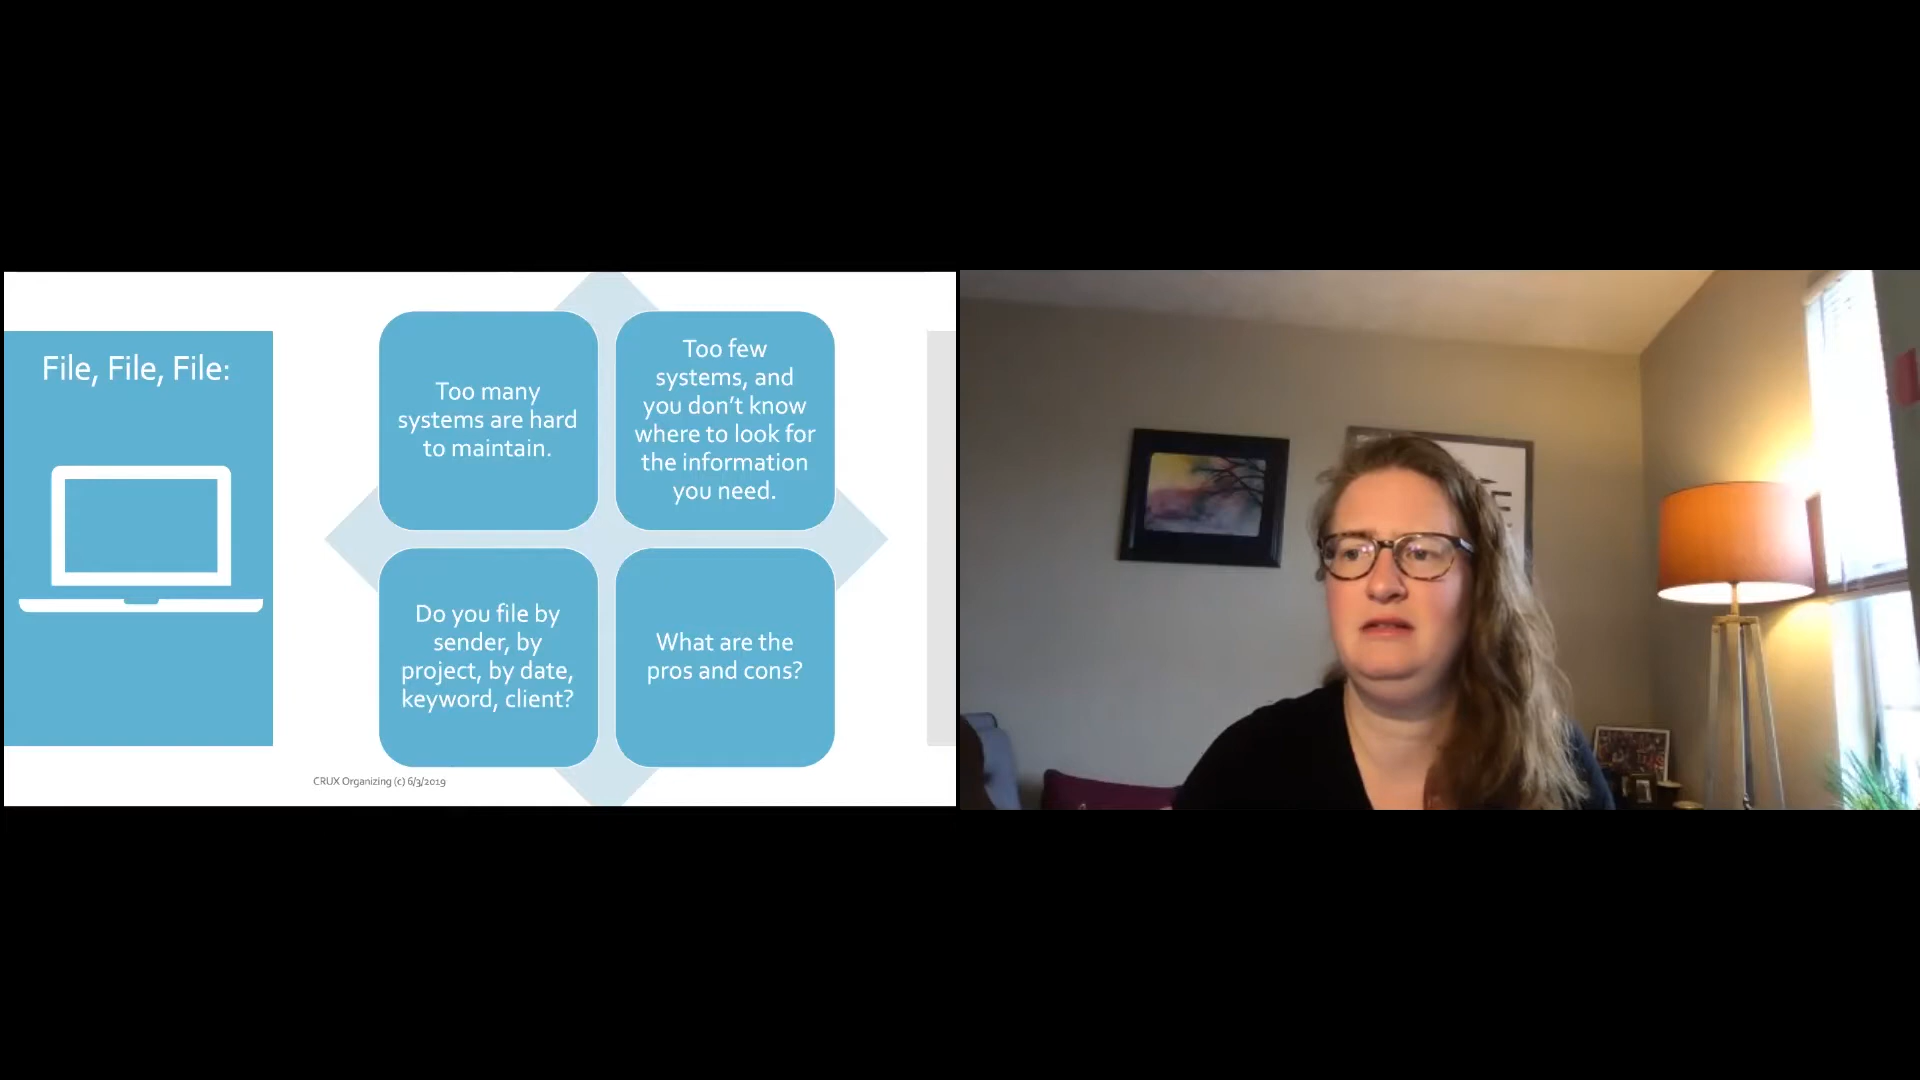 File, File, File:
Too many
systems are hard
to maintain.
Too few
systems, and
you don't know
where to look for
the information
you need.
Do you file by
sender, by
project, by date,
keyword, client?
What are the
pros and cons?
CRUX Organizing (c) 6/3/2019